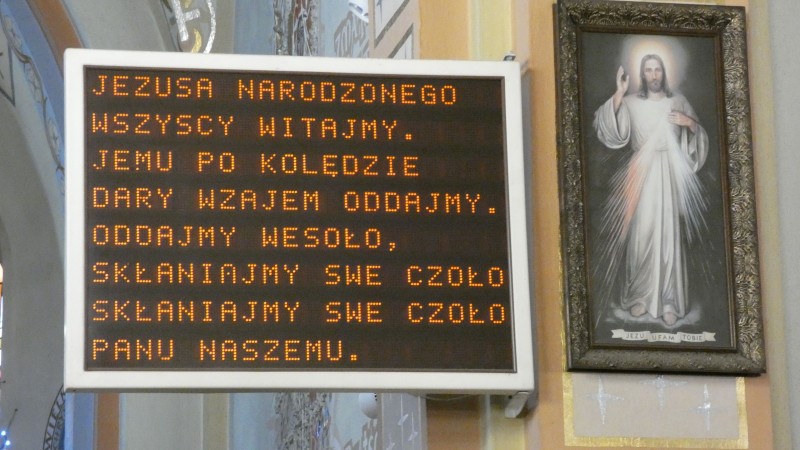 JEZUSA NARODZONEGO
WSZYSCY WITAJMY.
JEMU PO KOLĘDZIE
DARY WZAJEM ODDAJMY.
ODDAJMY WESOŁO,
SKŁANIAJMY SWE CZOŁO
SKŁANIAJMY SWE CZOŁO
PANU NASZEMU.
JEZU UFAM TOBIE